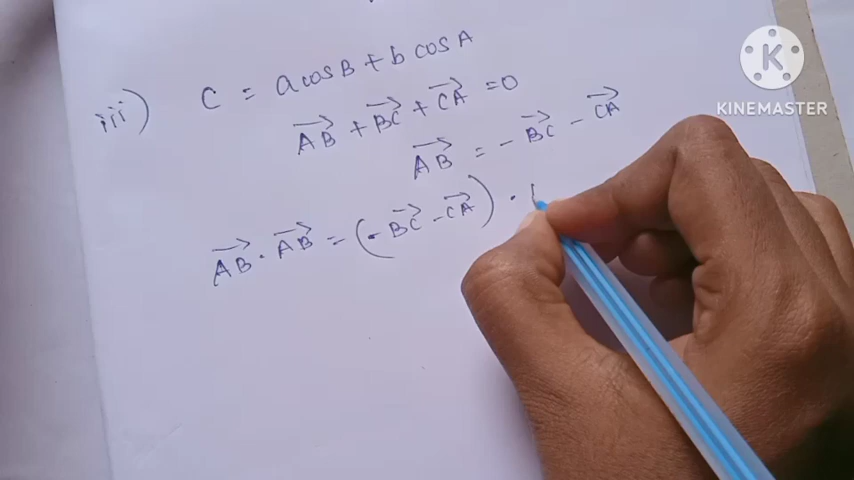 iii) C = a cos B + b cos A
KINEMASTER
AB + BC + CA = 0
AB = - BC - CA
AB · AB = (- BC - CA) ·